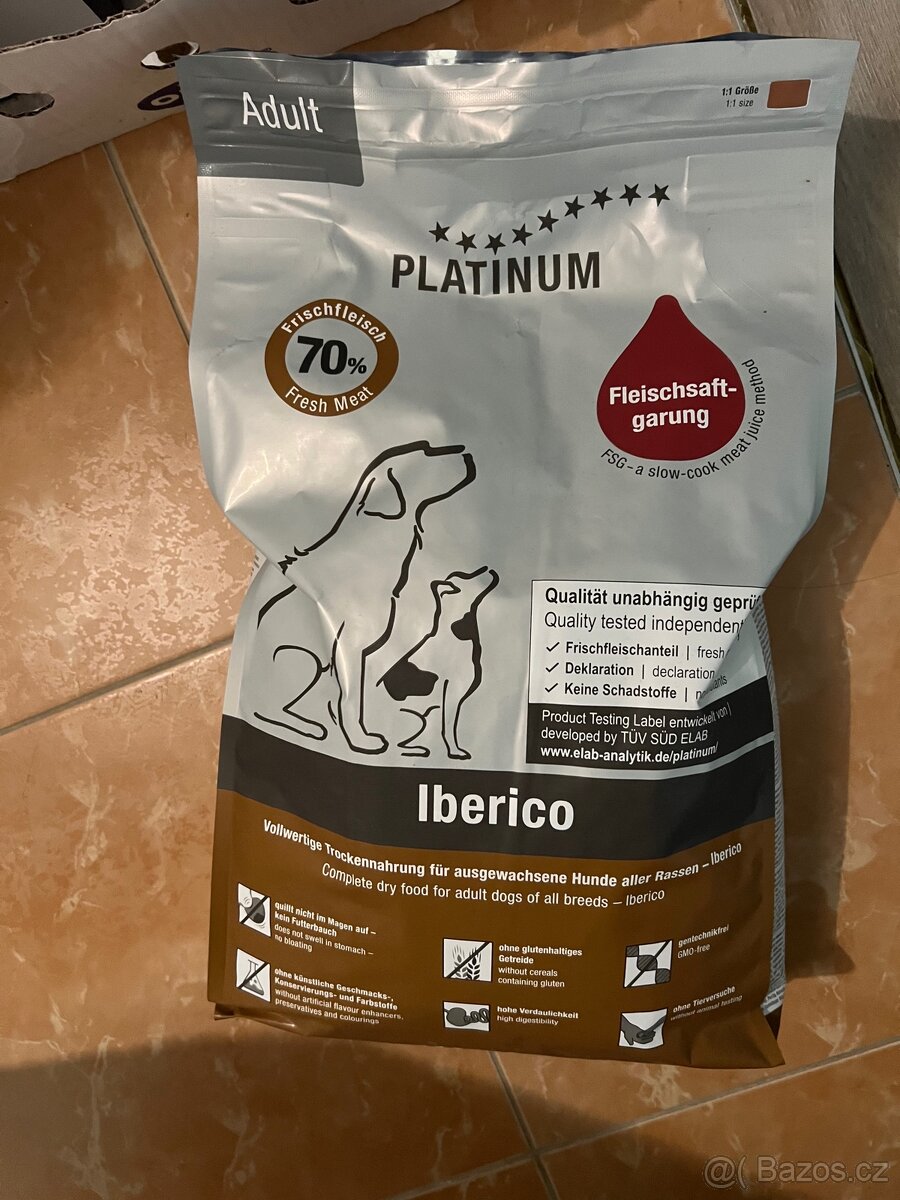 Adult
1:1 Größe
1:1 size
PLATINUM
Frischfleisch
70%
Fresh Meat
Fleischsaft-
garung
FSG – a slow-cook meat juice method
Qualität unabhängig
Quality tested
✓ Frischfleischanteil | fresh
✓ Deklaration | declaration
✓ Keine Schadstoffe |
Product Testing Label entwickelt von |
developed by TÜV SÜD ELAB
www.elab-analytik.de/platinum/
Iberico
Vollwertige Trockennahrung für ausgewachsene Hunde aller Rassen – Iberico
Complete dry food for adult dogs of all breeds – Iberico
quillt nicht im Magen auf –
kein Futterbauch
does not swell in stomach –
no bloating
ohne glutenhaltiges
Getreide
without cereals
containing gluten
gentechnikfrei
GMO-free
ohne künstliche Geschmacks-,
Konservierungs- und Farbstoffe
without artificial flavour enhancers,
preservatives and colourings
hohe Verdaulichkeit
high digestibility
ohne Tierversuche
without animal testing
@( Bazos.cz